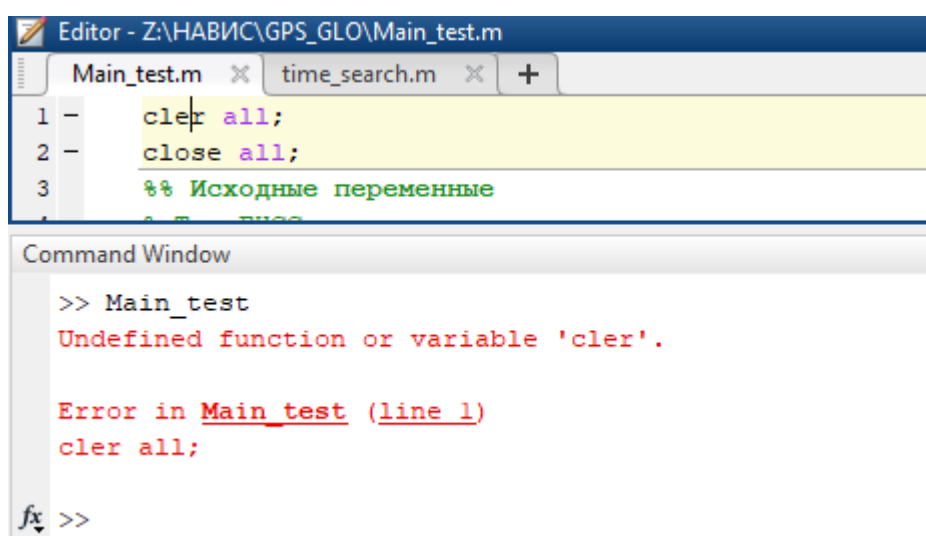 Editor - Z:\НАВИС\GPS_GLO\Main_test.m
Main_test.m time_search.m
1 - cler all;
2 - close all;
3 %% Исходные переменные
Command Window
>> Main_test
Undefined function or variable 'cler'.
Error in Main_test (line 1)
cler all;
fx >>